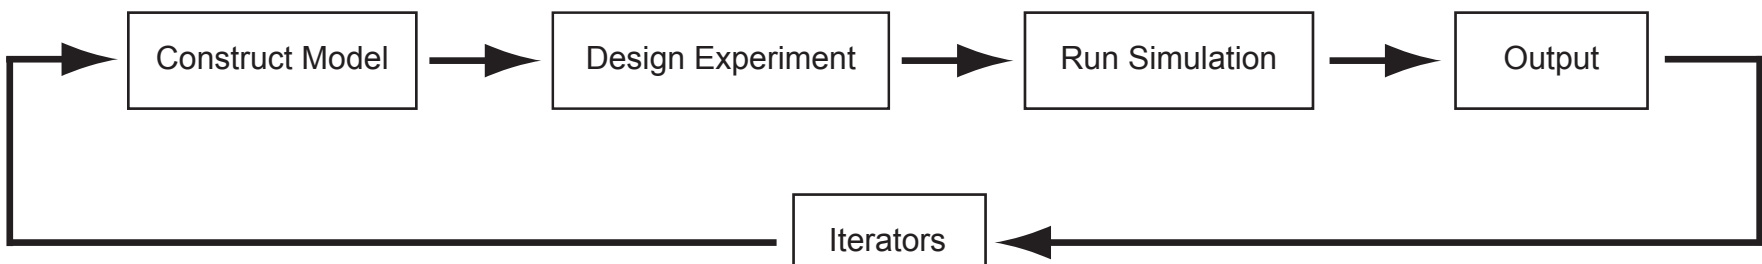 Construct Model
Design Experiment
Run Simulation
Output
Iterators